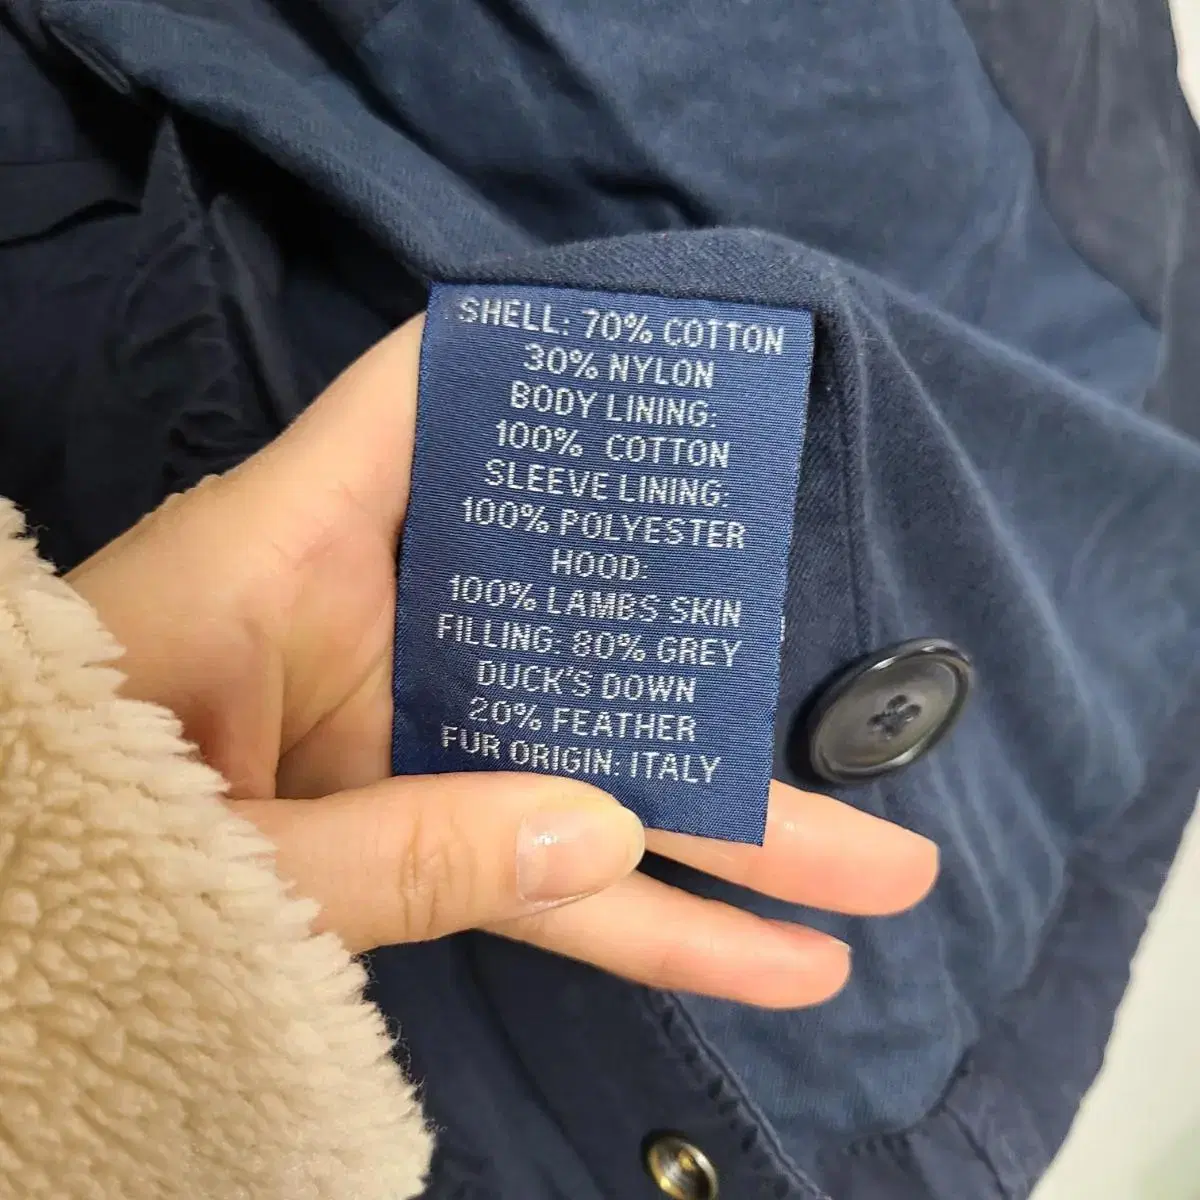 SHELL: 70% COTTON
30% NYLON
BODY LINING:
100% COTTON
SLEEVE LINING:
100% POLYESTER
HOOD:
100% LAMBS SKIN
FILLING: 80% GREY
DUCK'S DOWN
20% FEATHER
FUR ORIGIN: ITALY